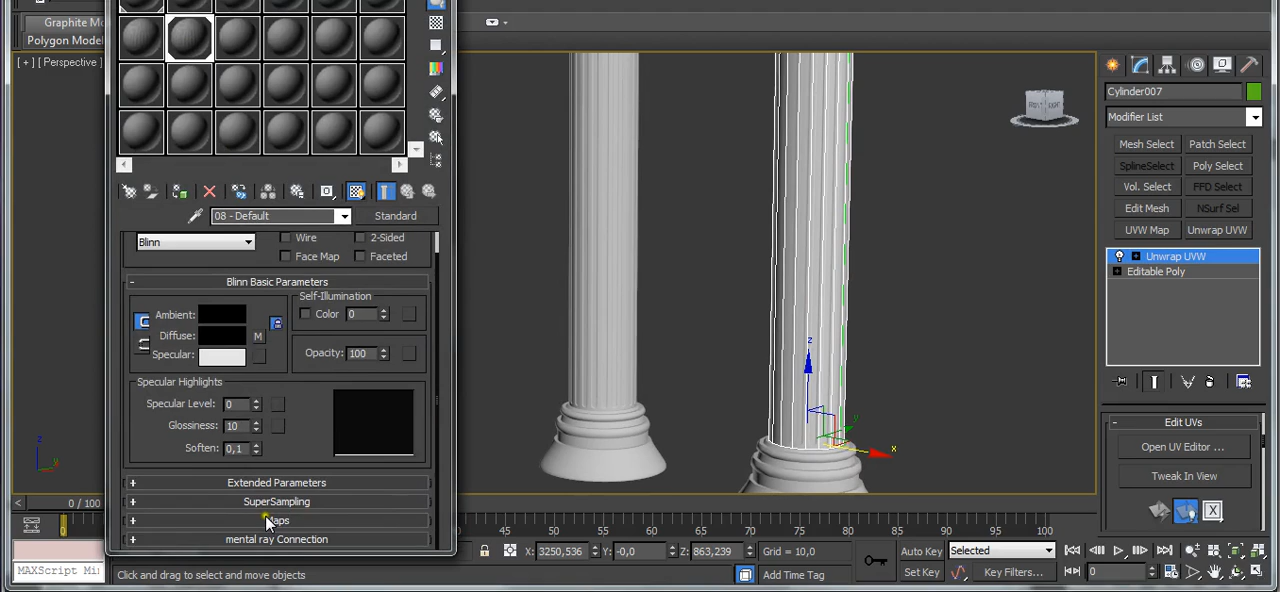 Graphite Mo
Polygon Model
[ + ] [ Perspective ]
Cylinder007
Modifier List
Mesh Select
Patch Select
SplineSelect
Poly Select
Vol. Select
FFD Select
Edit Mesh
NSurf Sel
UVW Map
Unwrap UVW
Unwrap UVW
Editable Poly
08 - Default
Standard
Blinn
Wire
2-Sided
Face Map
Faceted
Blinn Basic Parameters
Self-Illumination
Ambient:
Color
0
Diffuse:
M
Specular:
Opacity:
100
Specular Highlights
Specular Level:
0
Glossiness:
10
Soften:
0,1
Extended Parameters
SuperSampling
Maps
mental ray Connection
z
y
x
z
Edit UVs
Open UV Editor ...
Tweak In View
0 / 100
0
45
50
55
60
65
70
75
80
85
90
95
100
X:
3250,536
Y:
-0,0
Z:
863,239
Grid = 10,0
Auto Key
Selected
MAXScript Mi
Click and drag to select and move objects
Add Time Tag
Set Key
Key Filters...
0